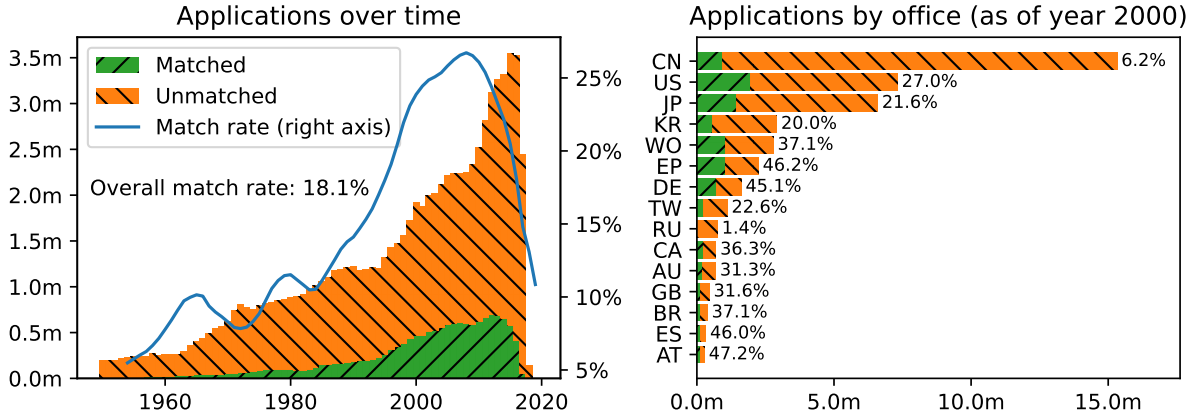 Applications over time
3.5m
3.0m
2.5m
2.0m
1.5m
1.0m
0.5m
0.0m
Matched
Unmatched
Match rate (right axis)
Overall match rate: 18.1%
25%
20%
15%
10%
5%
1960
1980
2000
2020
Applications by office (as of year 2000)
CN 6.2%
US 27.0%
JP 21.6%
KR 20.0%
WO 37.1%
EP 46.2%
DE 45.1%
TW 22.6%
RU 1.4%
CA 36.3%
AU 31.3%
GB 31.6%
BR 37.1%
ES 46.0%
AT 47.2%
0.0m
5.0m
10.0m
15.0m